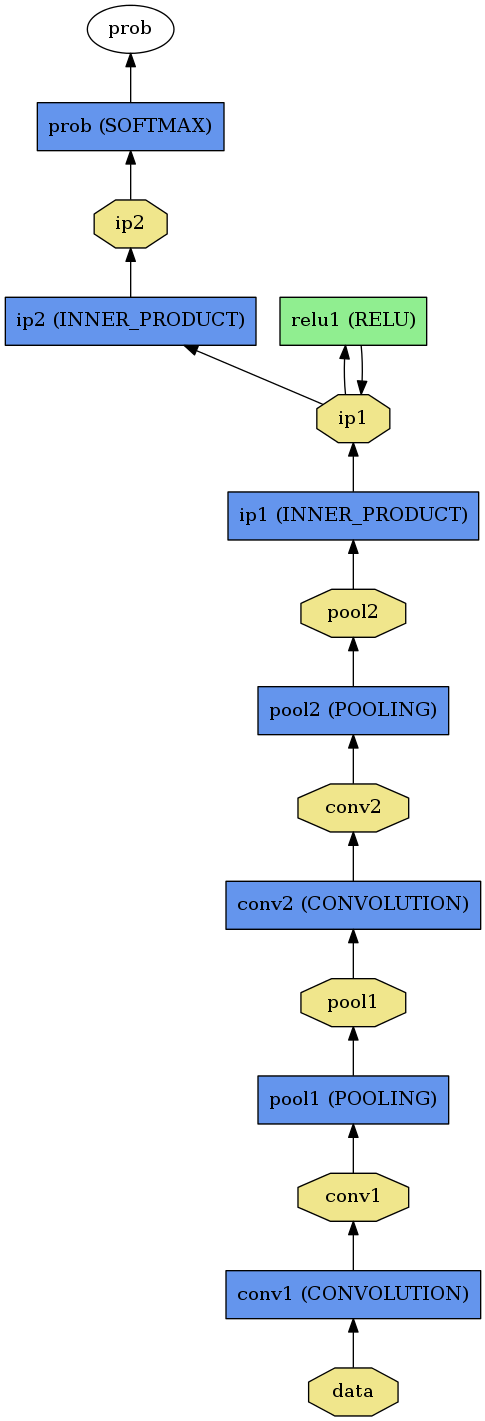 prob
prob (SOFTMAX)
ip2
ip2 (INNER_PRODUCT)
relu1 (RELU)
ip1
ip1 (INNER_PRODUCT)
pool2
pool2 (POOLING)
conv2
conv2 (CONVOLUTION)
pool1
pool1 (POOLING)
conv1
conv1 (CONVOLUTION)
data